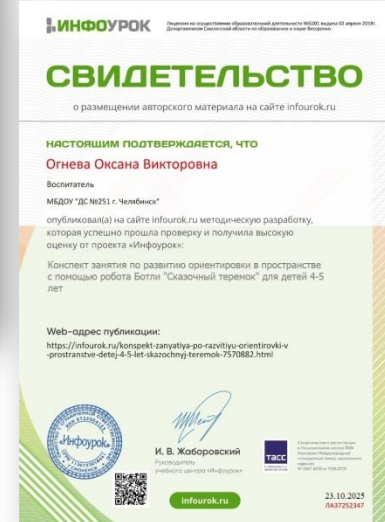 ИНФОУРОК
СВИДЕТЕЛЬСТВО
о размещении авторского материала на сайте infourok.ru
НАСТОЯЩИМ ПОДТВЕРЖДАЕТСЯ, ЧТО
Огнева Оксана Викторовна
Воспитатель
МБДОУ "ДС №251 г. Челябинск"
опубликовал(а) на сайте infourok.ru методическую разработку,
которая успешно прошла проверку и получила высокую
оценку от проекта «Инфоурок»:
Конспект занятия по развитию ориентировки в пространстве
с помощью робота Ботли "Сказочный теремок" для детей 4-5
лет
Web-адрес публикации:
https://infourok.ru/konspekt-zanyatiya-po-razvitiyu-orientirovki-v
-prostranstve-detej-4-5-let-skazochnyj-teremok-7570882.html
«Инфоурок»
И. В. Жаборовский
Руководитель
учебного центра «Инфоурок»
ТАСС
infourok.ru
23.10.2025
ЛА37252347